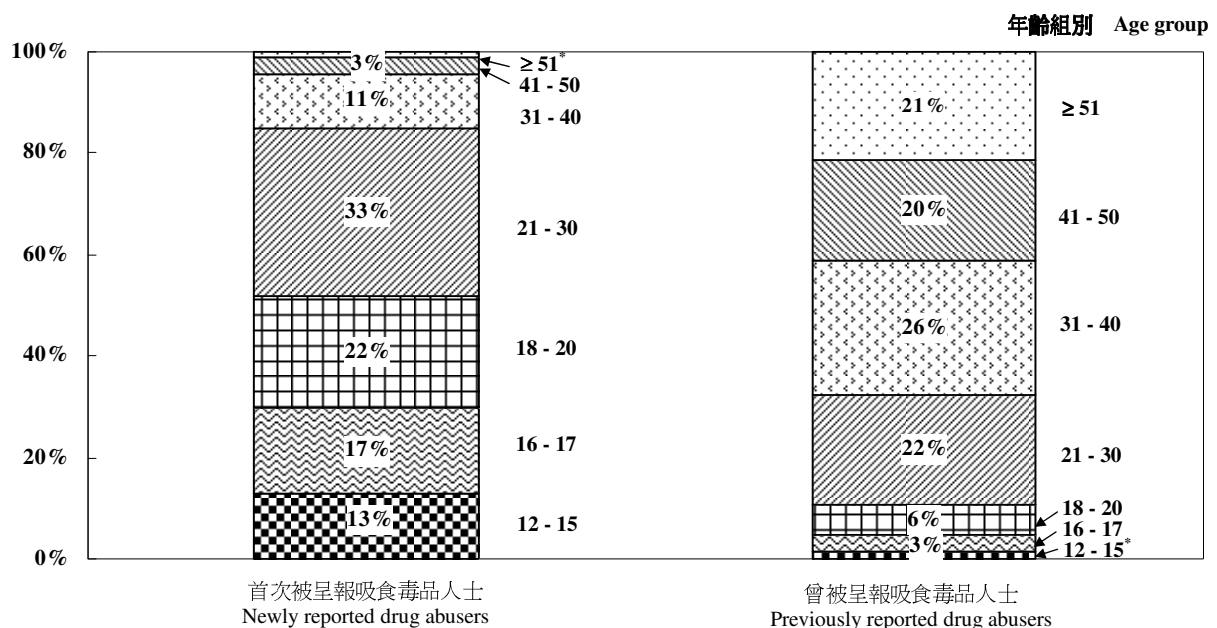 年齡組別 Age group
100%
80%
60%
40%
20%
0%
3%
11%
33%
22%
17%
13%
≥ 51*
41 - 50
31 - 40
21 - 30
18 - 20
16 - 17
12 - 15
21%
20%
26%
22%
6%
3%
≥ 51
41 - 50
31 - 40
21 - 30
18 - 20
16 - 17
12 - 15*
首次被呈報吸食毒品人士
Newly reported drug abusers
曾被呈報吸食毒品人士
Previously reported drug abusers